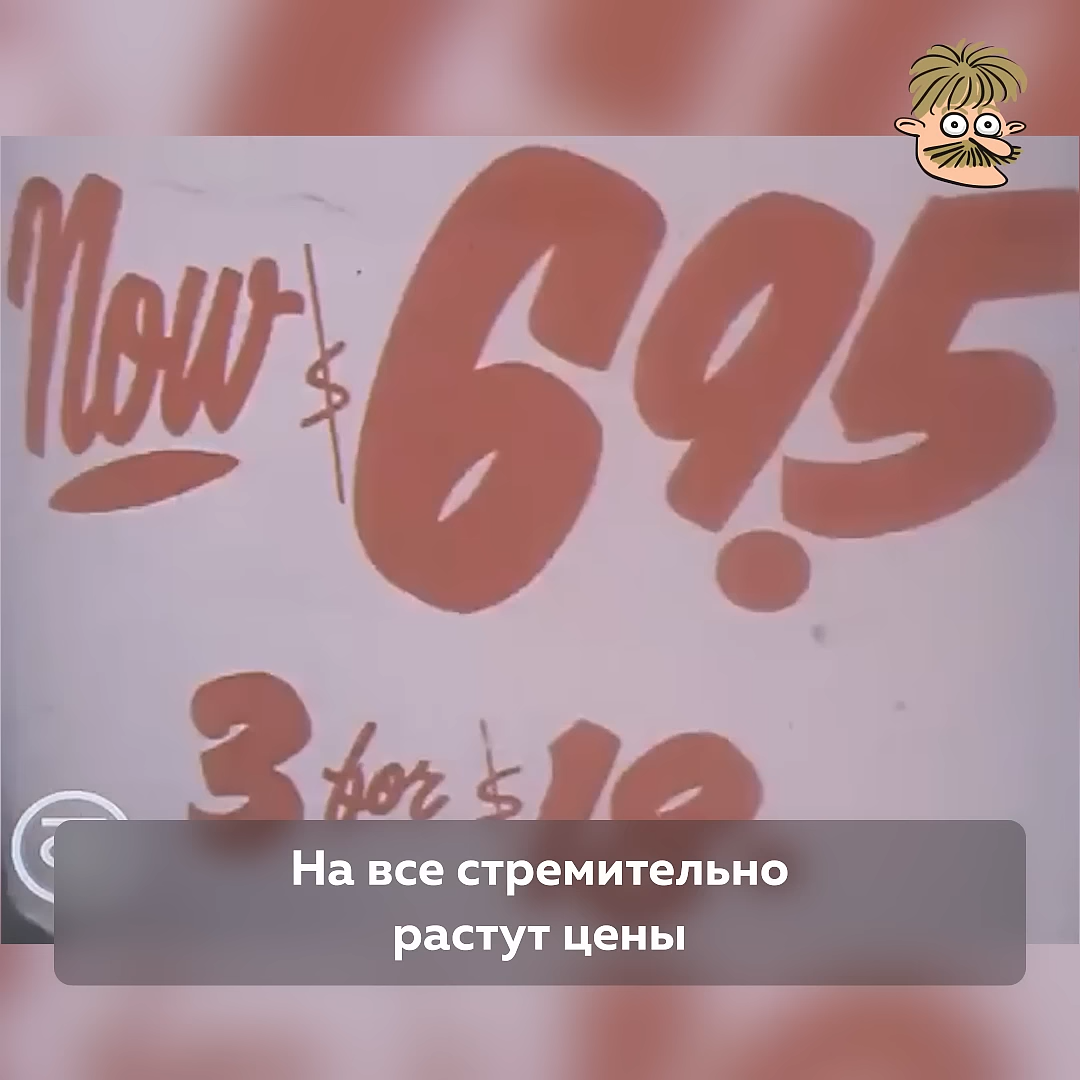 Now $ 6.95
3 for $
На все стремительно
растут цены